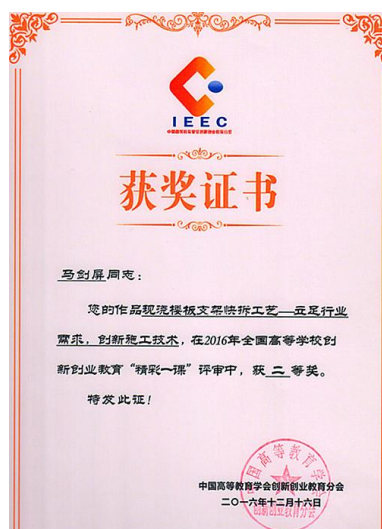 IEEC
获奖证书
马剑屏同志：
您的作品现浇楼板支架快拆工艺—立足行业
需求，创新施工技术，在2016年全国高等学校创
新创业教育“精彩一课”评审中，获 二 等奖。
特发此证！
中国高等教育学会创新创业教育分会
二〇一六年十二月十六日